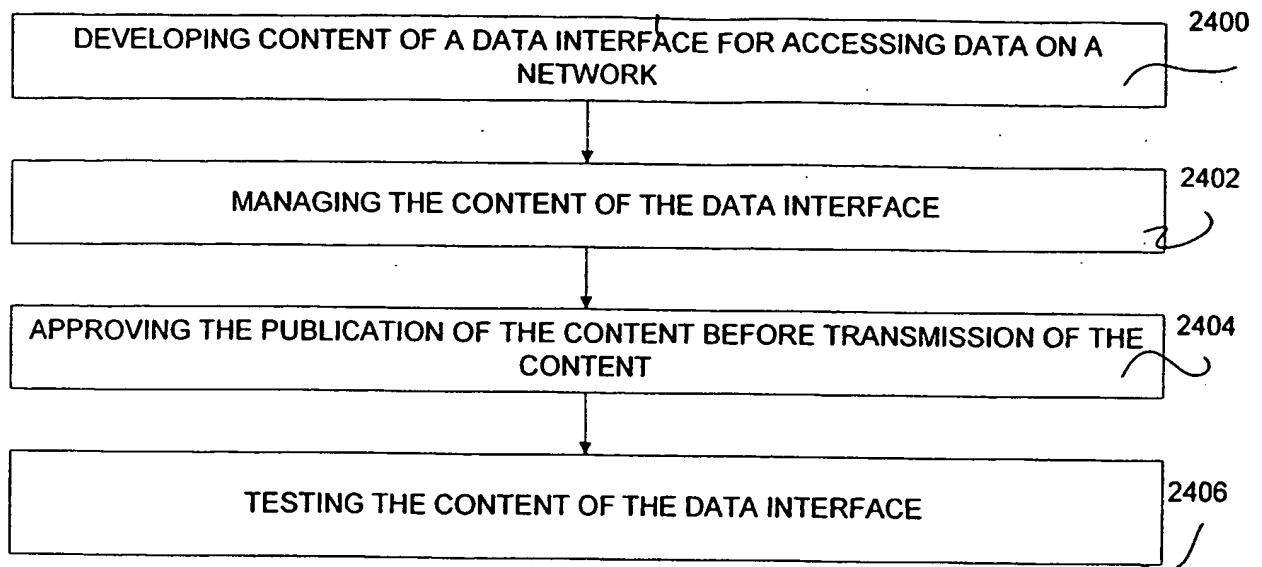 2400
DEVELOPING CONTENT OF A DATA INTERFACE FOR ACCESSING DATA ON A
NETWORK
2402
MANAGING THE CONTENT OF THE DATA INTERFACE
2404
APPROVING THE PUBLICATION OF THE CONTENT BEFORE TRANSMISSION OF THE
CONTENT
2406
TESTING THE CONTENT OF THE DATA INTERFACE